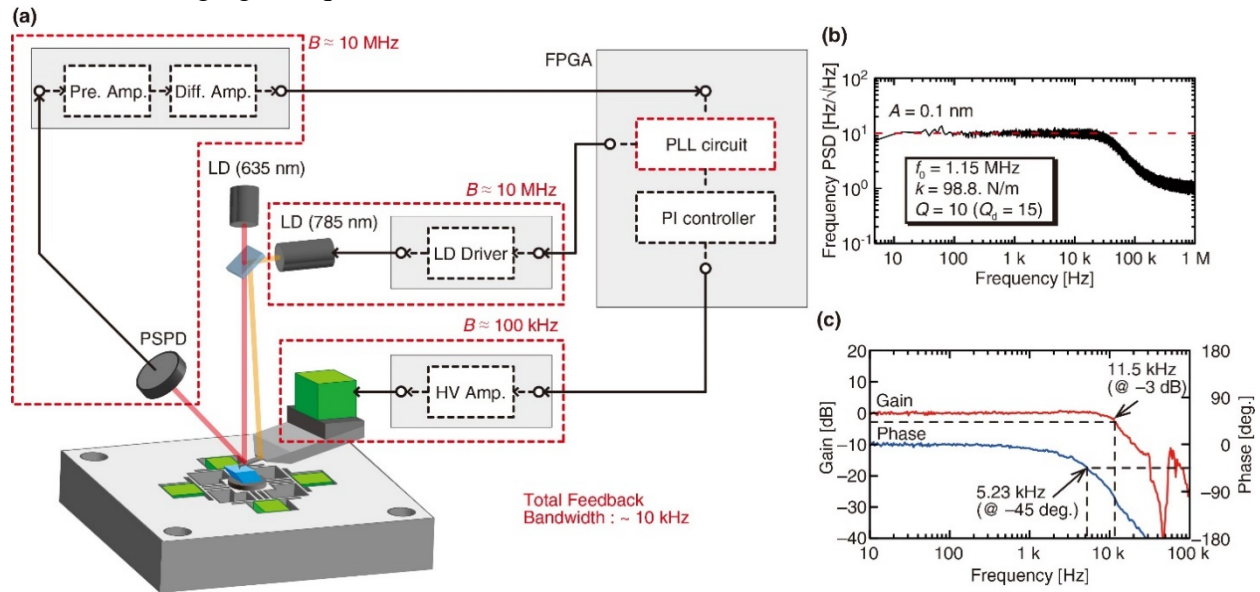 (a)
B ≈ 10 MHz
Pre. Amp.
Diff. Amp.
FPGA
PLL circuit
PI controller
LD (635 nm)
B ≈ 10 MHz
LD (785 nm)
LD Driver
PSPD
B ≈ 100 kHz
HV Amp.
Total Feedback
Bandwidth : ~ 10 kHz
(b)
Frequency PSD [Hz/√Hz]
10²
10¹
10⁰
10⁻¹
A = 0.1 nm
f₀ = 1.15 MHz
k = 98.8. N/m
Q = 10 (Qd = 15)
10 100 1 k 10 k 100 k 1 M
Frequency [Hz]
(c)
Gain [dB]
20
10
0
−10
−20
−30
−40
Gain
Phase
11.5 kHz
(@ −3 dB)
5.23 kHz
(@ −45 deg.)
180
90
0
−90
−180
Phase [deg.]
10 100 1 k 10 k 100 k
Frequency [Hz]